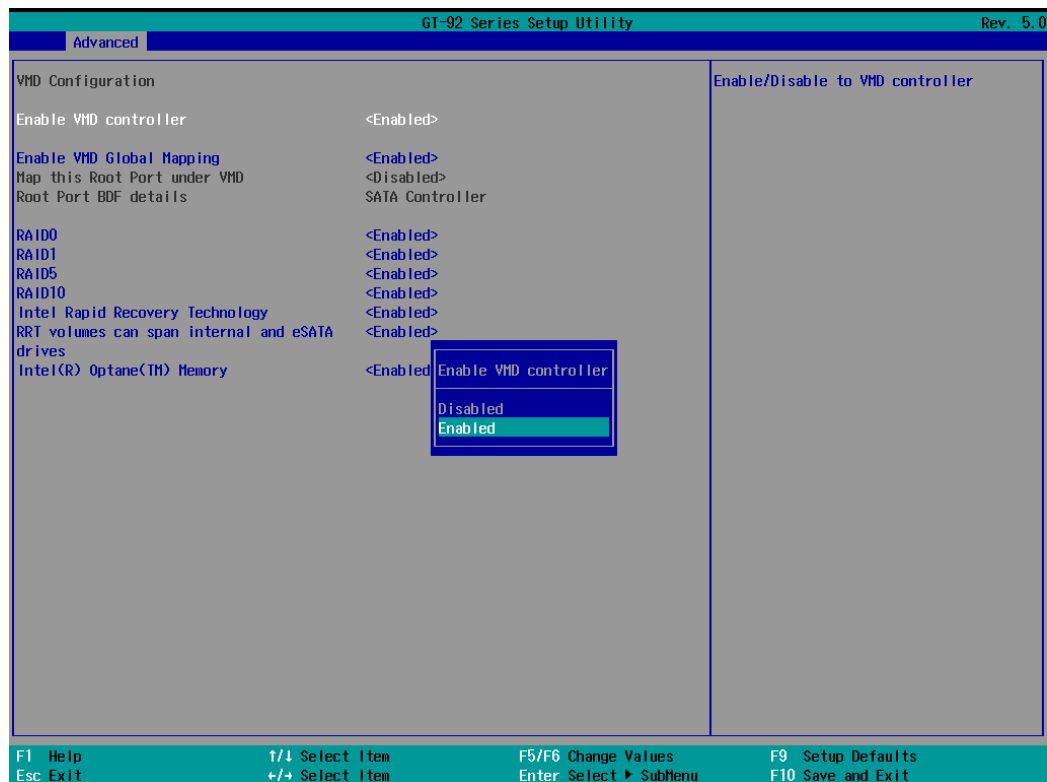 GT-92 Series Setup Utility Rev. 5.0
Advanced
VMD Configuration
Enable/Disable to VMD controller
Enable VMD controller <Enabled>
Enable VMD Global Mapping <Enabled>
Map this Root Port under VMD <Disabled>
Root Port BDF details SATA Controller
RAID0 <Enabled>
RAID1 <Enabled>
RAID5 <Enabled>
RAID10 <Enabled>
Intel Rapid Recovery Technology <Enabled>
RRT volumes can span internal and eSATA <Enabled>
drives
Intel(R) Optane(TM) Memory <Enabled
Enable VMD controller
Disabled
Enabled
F1 Help ↑/↓ Select Item F5/F6 Change Values F9 Setup Defaults
Esc Exit ←/→ Select Item Enter Select ▶ SubMenu F10 Save and Exit